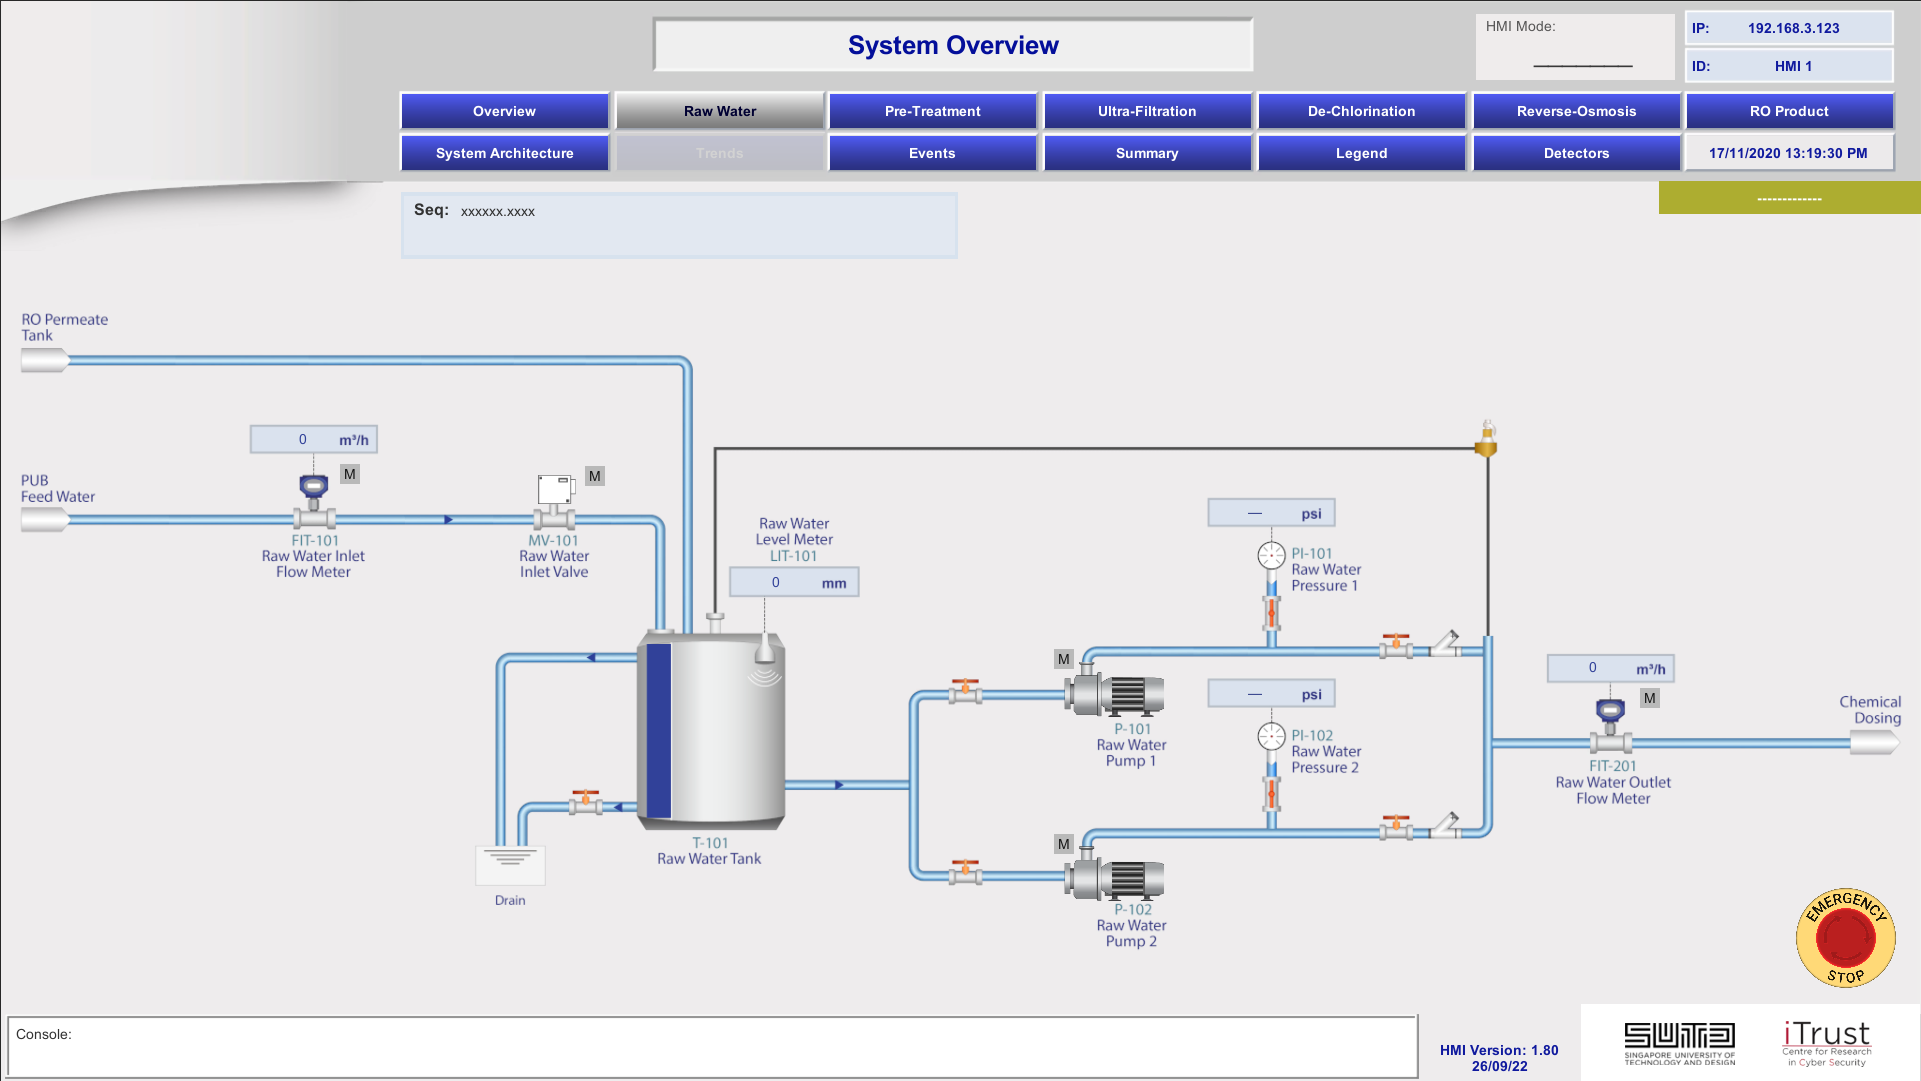 System Overview
HMI Mode:
IP: 192.168.3.123
ID: HMI 1
Overview
Raw Water
Pre-Treatment
Ultra-Filtration
De-Chlorination
Reverse-Osmosis
RO Product
System Architecture
Trends
Events
Summary
Legend
Detectors
17/11/2020 13:19:30 PM
Seq: xxxxxx.xxxx
-------------
RO Permeate
Tank
0 m³/h
M
PUB
Feed Water
FIT-101
Raw Water Inlet
Flow Meter
M
MV-101
Raw Water
Inlet Valve
Raw Water
Level Meter
LIT-101
0 mm
T-101
Raw Water Tank
Drain
M
P-101
Raw Water
Pump 1
M
P-102
Raw Water
Pump 2
— psi
PI-101
Raw Water
Pressure 1
— psi
PI-102
Raw Water
Pressure 2
0 m³/h
M
FIT-201
Raw Water Outlet
Flow Meter
Chemical
Dosing
EMERGENCY
STOP
Console:
HMI Version: 1.80
26/09/22
SUTD
SINGAPORE UNIVERSITY OF
TECHNOLOGY AND DESIGN
iTrust
Centre for Research
in Cyber Security